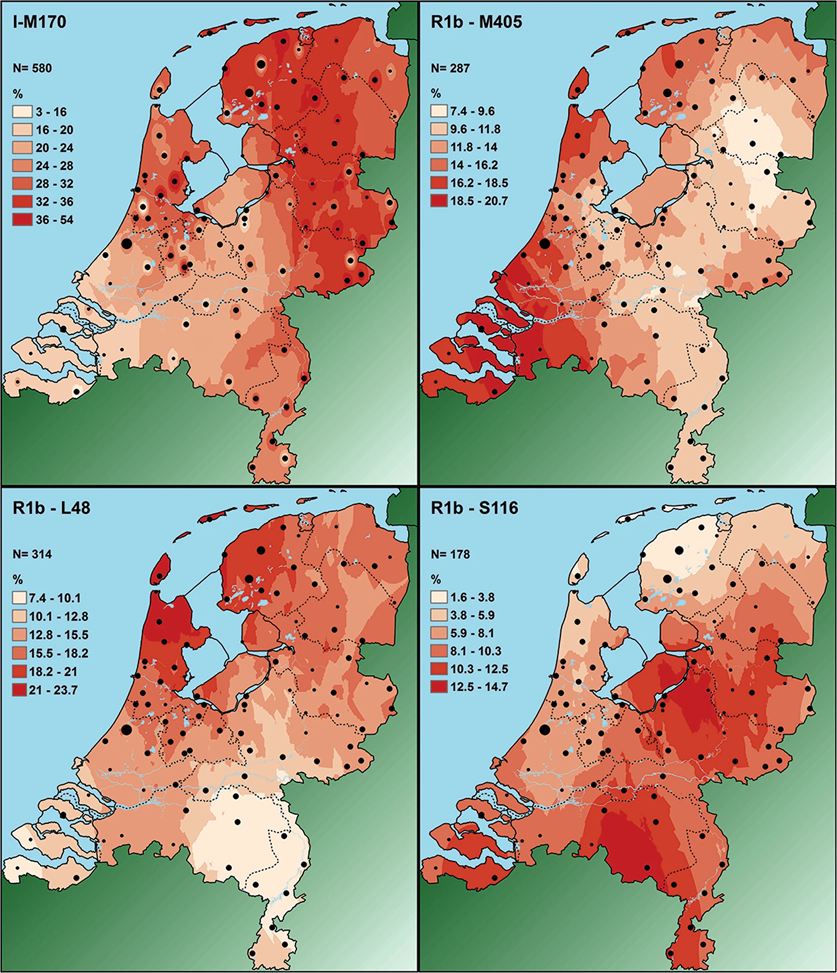 I-M170
N= 580
%
3 - 16
16 - 20
20 - 24
24 - 28
28 - 32
32 - 36
36 - 54
R1b - M405
N= 287
%
7.4 - 9.6
9.6 - 11.8
11.8 - 14
14 - 16.2
16.2 - 18.5
18.5 - 20.7
R1b - L48
N= 314
%
7.4 - 10.1
10.1 - 12.8
12.8 - 15.5
15.5 - 18.2
18.2 - 21
21 - 23.7
R1b - S116
N= 178
%
1.6 - 3.8
3.8 - 5.9
5.9 - 8.1
8.1 - 10.3
10.3 - 12.5
12.5 - 14.7